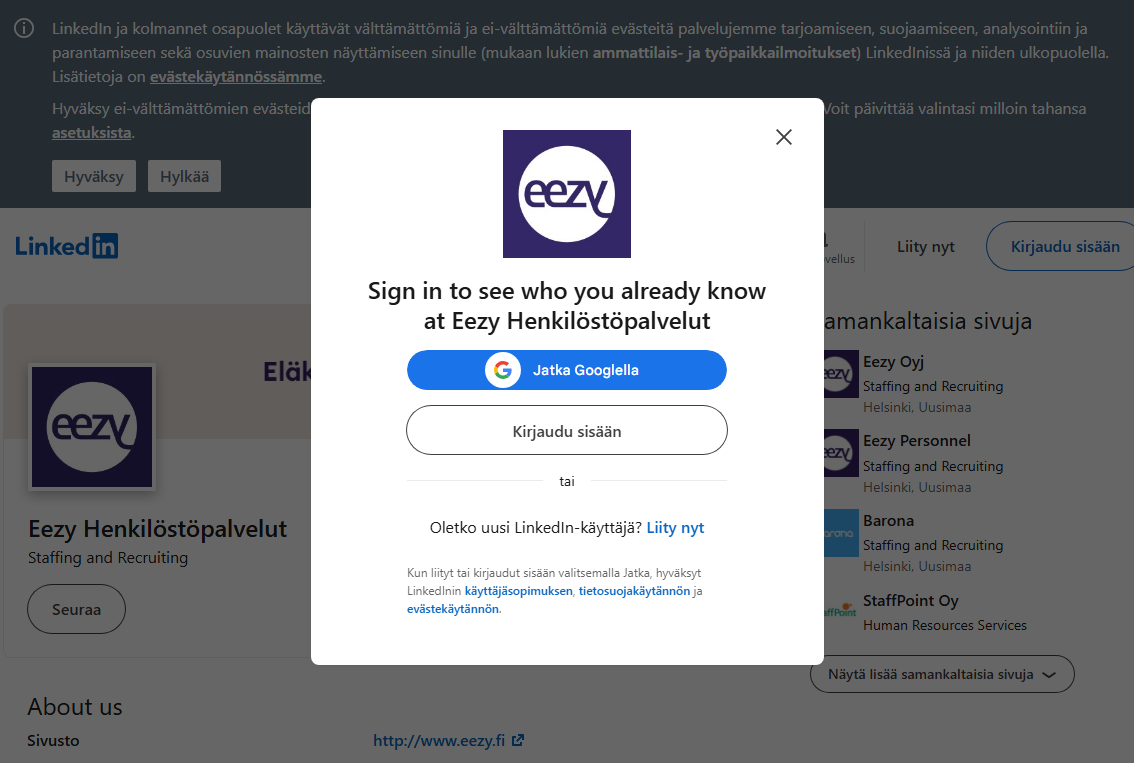 LinkedIn ja kolmannet osapuolet käyttävät välttämättömiä ja ei-välttämättömiä evästeitä palvelujemme tarjoamiseen, suojaamiseen, analysointiin ja
parantamiseen sekä osuvien mainosten näyttämiseen sinulle (mukaan lukien ammattilais- ja työpaikkailmoitukset) LinkedInissä ja niiden ulkopuolella.
Lisätietoja on evästekäytännössämme.
Hyväksy ei-välttämättömien evästeid
Voit päivittää valintasi milloin tahansa
asetuksista.
Hyväksy
Hylkää
LinkedIn
vellus
Liity nyt
Kirjaudu sisään
eezy
Sign in to see who you already know
at Eezy Henkilöstöpalvelut
Jatka Googlella
Kirjaudu sisään
tai
Oletko uusi LinkedIn-käyttäjä? Liity nyt
Kun liityt tai kirjaudut sisään valitsemalla Jatka, hyväksyt
LinkedInin käyttäjäsopimuksen, tietosuojakäytännön ja
evästekäytännön.
Eläk
eezy
Eezy Henkilöstöpalvelut
Staffing and Recruiting
Seuraa
About us
Sivusto
http://www.eezy.fi
amankaltaisia sivuja
eezy
Eezy Oyj
Staffing and Recruiting
Helsinki, Uusimaa
eezy
Eezy Personnel
Staffing and Recruiting
Helsinki, Uusimaa
arona
Barona
Staffing and Recruiting
Helsinki, Uusimaa
affPoint
StaffPoint Oy
Human Resources Services
Näytä lisää samankaltaisia sivuja